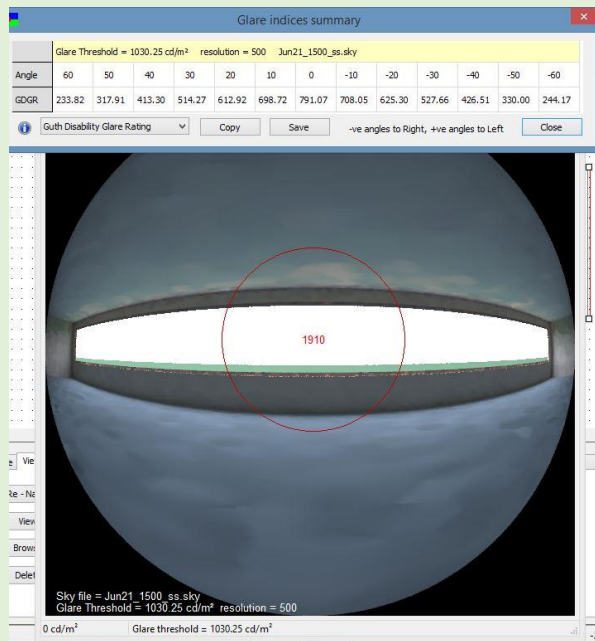 Glare indices summary
Glare Threshold = 1030.25 cd/m² resolution = 500 Jun21_1500_ss.sky
Angle 60 50 40 30 20 10 0 -10 -20 -30 -40 -50 -60
GDGR 233.82 317.91 413.30 514.27 612.92 698.72 791.07 708.05 625.30 527.66 426.51 330.00 244.17
Guth Disability Glare Rating Copy Save -ve angles to Right, +ve angles to Left Close
1910
Vie
Re - Na
View
Brows
Delet
Sky file = Jun21_1500_ss.sky
Glare Threshold = 1030.25 cd/m² resolution = 500
0 cd/m² Glare threshold = 1030.25 cd/m²